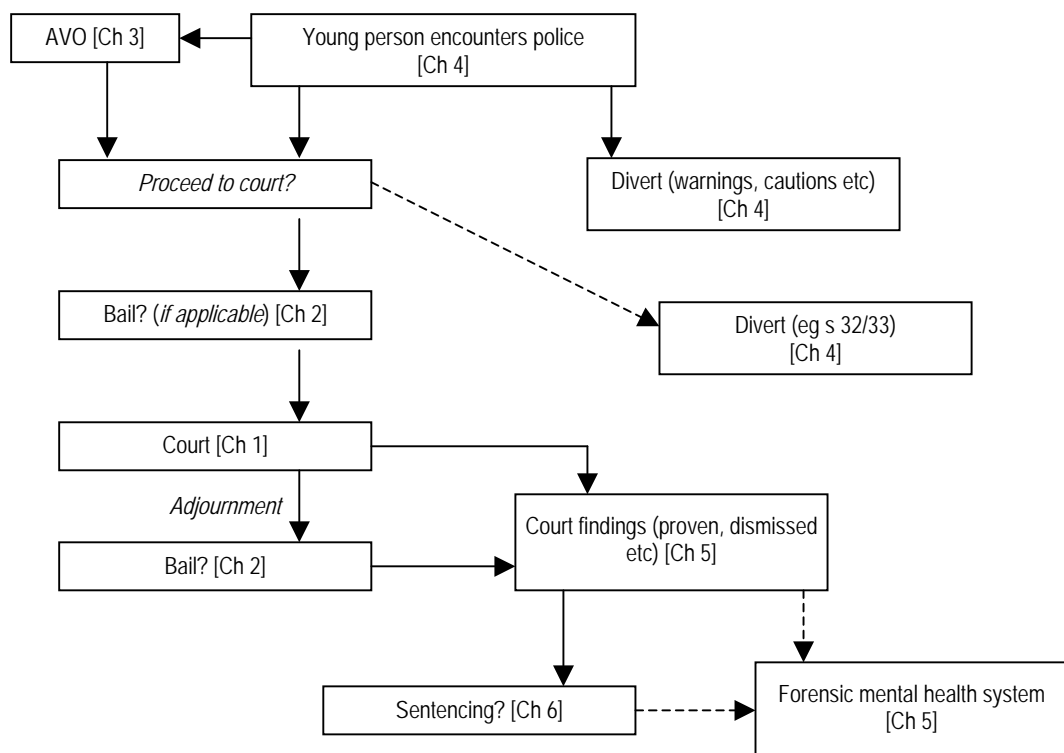 AVO [Ch 3]
Young person encounters police
[Ch 4]
Proceed to court?
Divert (warnings, cautions etc)
[Ch 4]
Bail? (if applicable) [Ch 2]
Divert (eg s 32/33)
[Ch 4]
Court [Ch 1]
Adjournment
Court findings (proven, dismissed
etc) [Ch 5]
Bail? [Ch 2]
Sentencing? [Ch 6]
Forensic mental health system
[Ch 5]